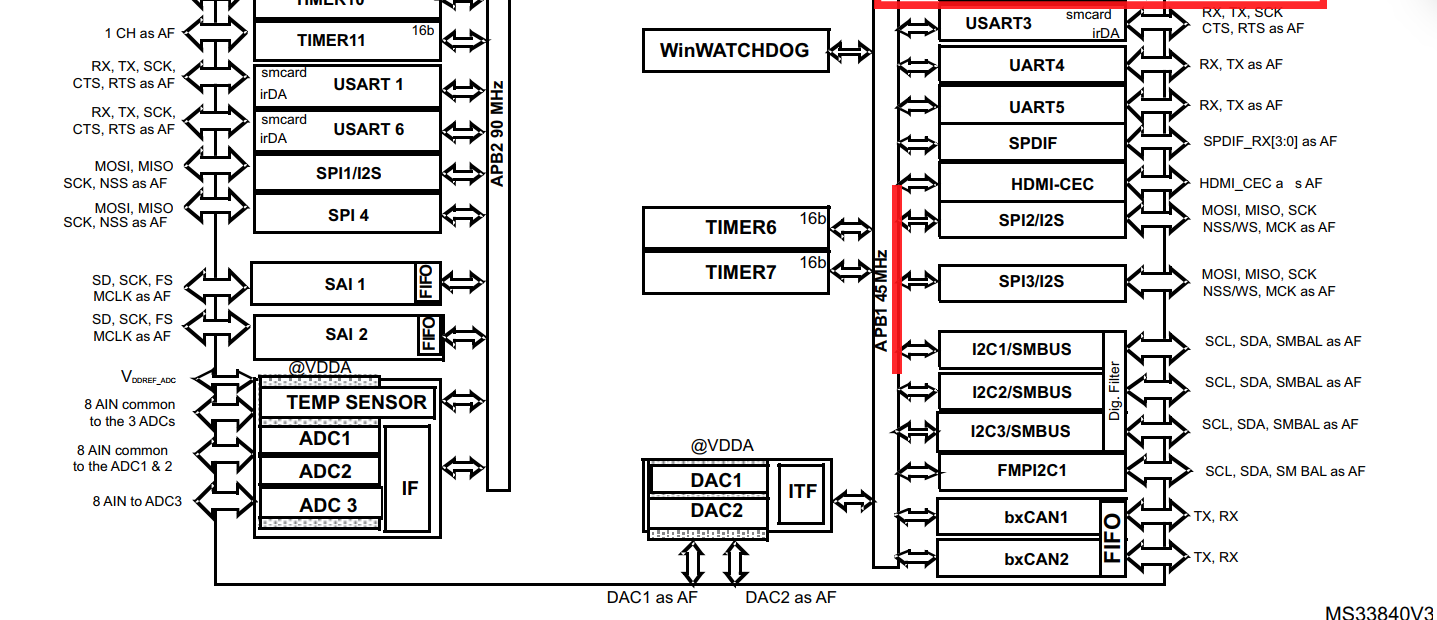 TIMER10
1 CH as AF
TIMER11
16b
RX, TX, SCK,
CTS, RTS as AF
smcard
irDA
USART 1
RX, TX, SCK,
CTS, RTS as AF
smcard
irDA
USART 6
MOSI, MISO
SCK, NSS as AF
SPI1/I2S
MOSI, MISO
SCK, NSS as AF
SPI 4
SD, SCK, FS
MCLK as AF
SAI 1
FIFO
SD, SCK, FS
MCLK as AF
SAI 2
FIFO
@VDDA
VDDREF_ADC
TEMP SENSOR
8 AIN common
to the 3 ADCs
ADC1
8 AIN common
to the ADC1 & 2
ADC2
8 AIN to ADC3
ADC 3
IF
APB2 90 MHz
WinWATCHDOG
TIMER6
16b
TIMER7
16b
@VDDA
DAC1
DAC2
ITF
DAC1 as AF
DAC2 as AF
APB1 45 MHz
USART3
smcard
irDA
RX, TX, SCK
CTS, RTS as AF
UART4
RX, TX as AF
UART5
RX, TX as AF
SPDIF
SPDIF_RX[3:0] as AF
HDMI-CEC
HDMI_CEC a s AF
SPI2/I2S
MOSI, MISO, SCK
NSS/WS, MCK as AF
SPI3/I2S
MOSI, MISO, SCK
NSS/WS, MCK as AF
I2C1/SMBUS
SCL, SDA, SMBAL as AF
I2C2/SMBUS
SCL, SDA, SMBAL as AF
I2C3/SMBUS
SCL, SDA, SMBAL as AF
Dig. Filter
FMPI2C1
SCL, SDA, SM BAL as AF
bxCAN1
TX, RX
bxCAN2
TX, RX
FIFO
MS33840V3